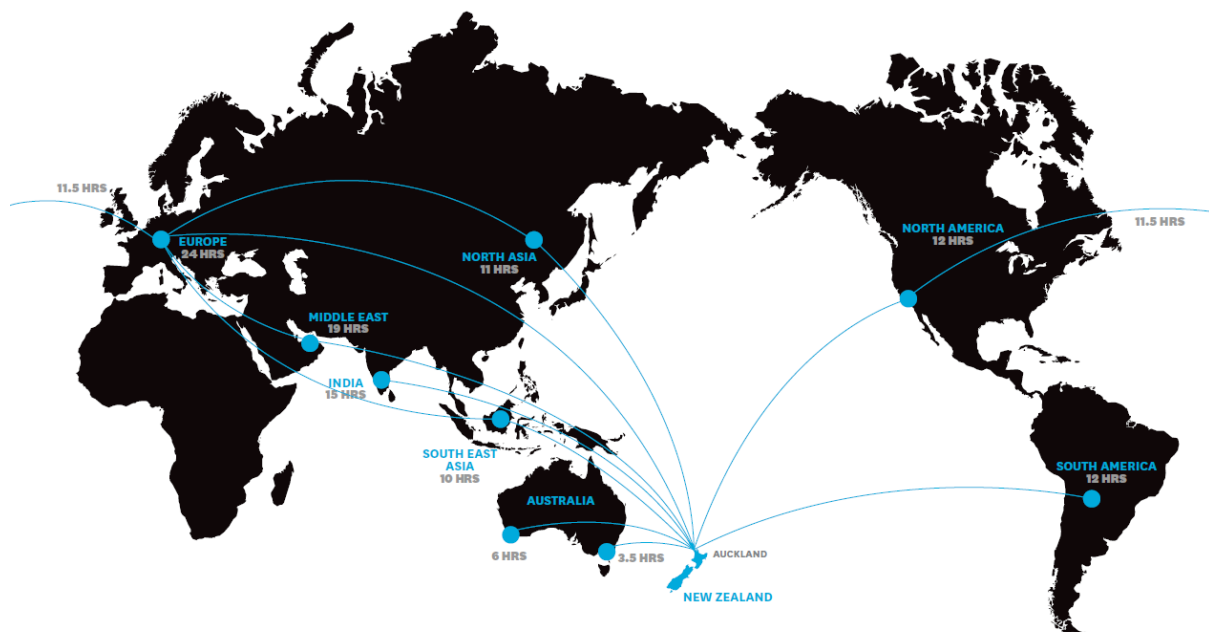 11.5 HRS
EUROPE
24 HRS
NORTH ASIA
11 HRS
NORTH AMERICA
12 HRS
11.5 HRS
MIDDLE EAST
19 HRS
INDIA
15 HRS
SOUTH EAST
ASIA
10 HRS
SOUTH AMERICA
12 HRS
AUSTRALIA
6 HRS
3.5 HRS
AUCKLAND
NEW ZEALAND